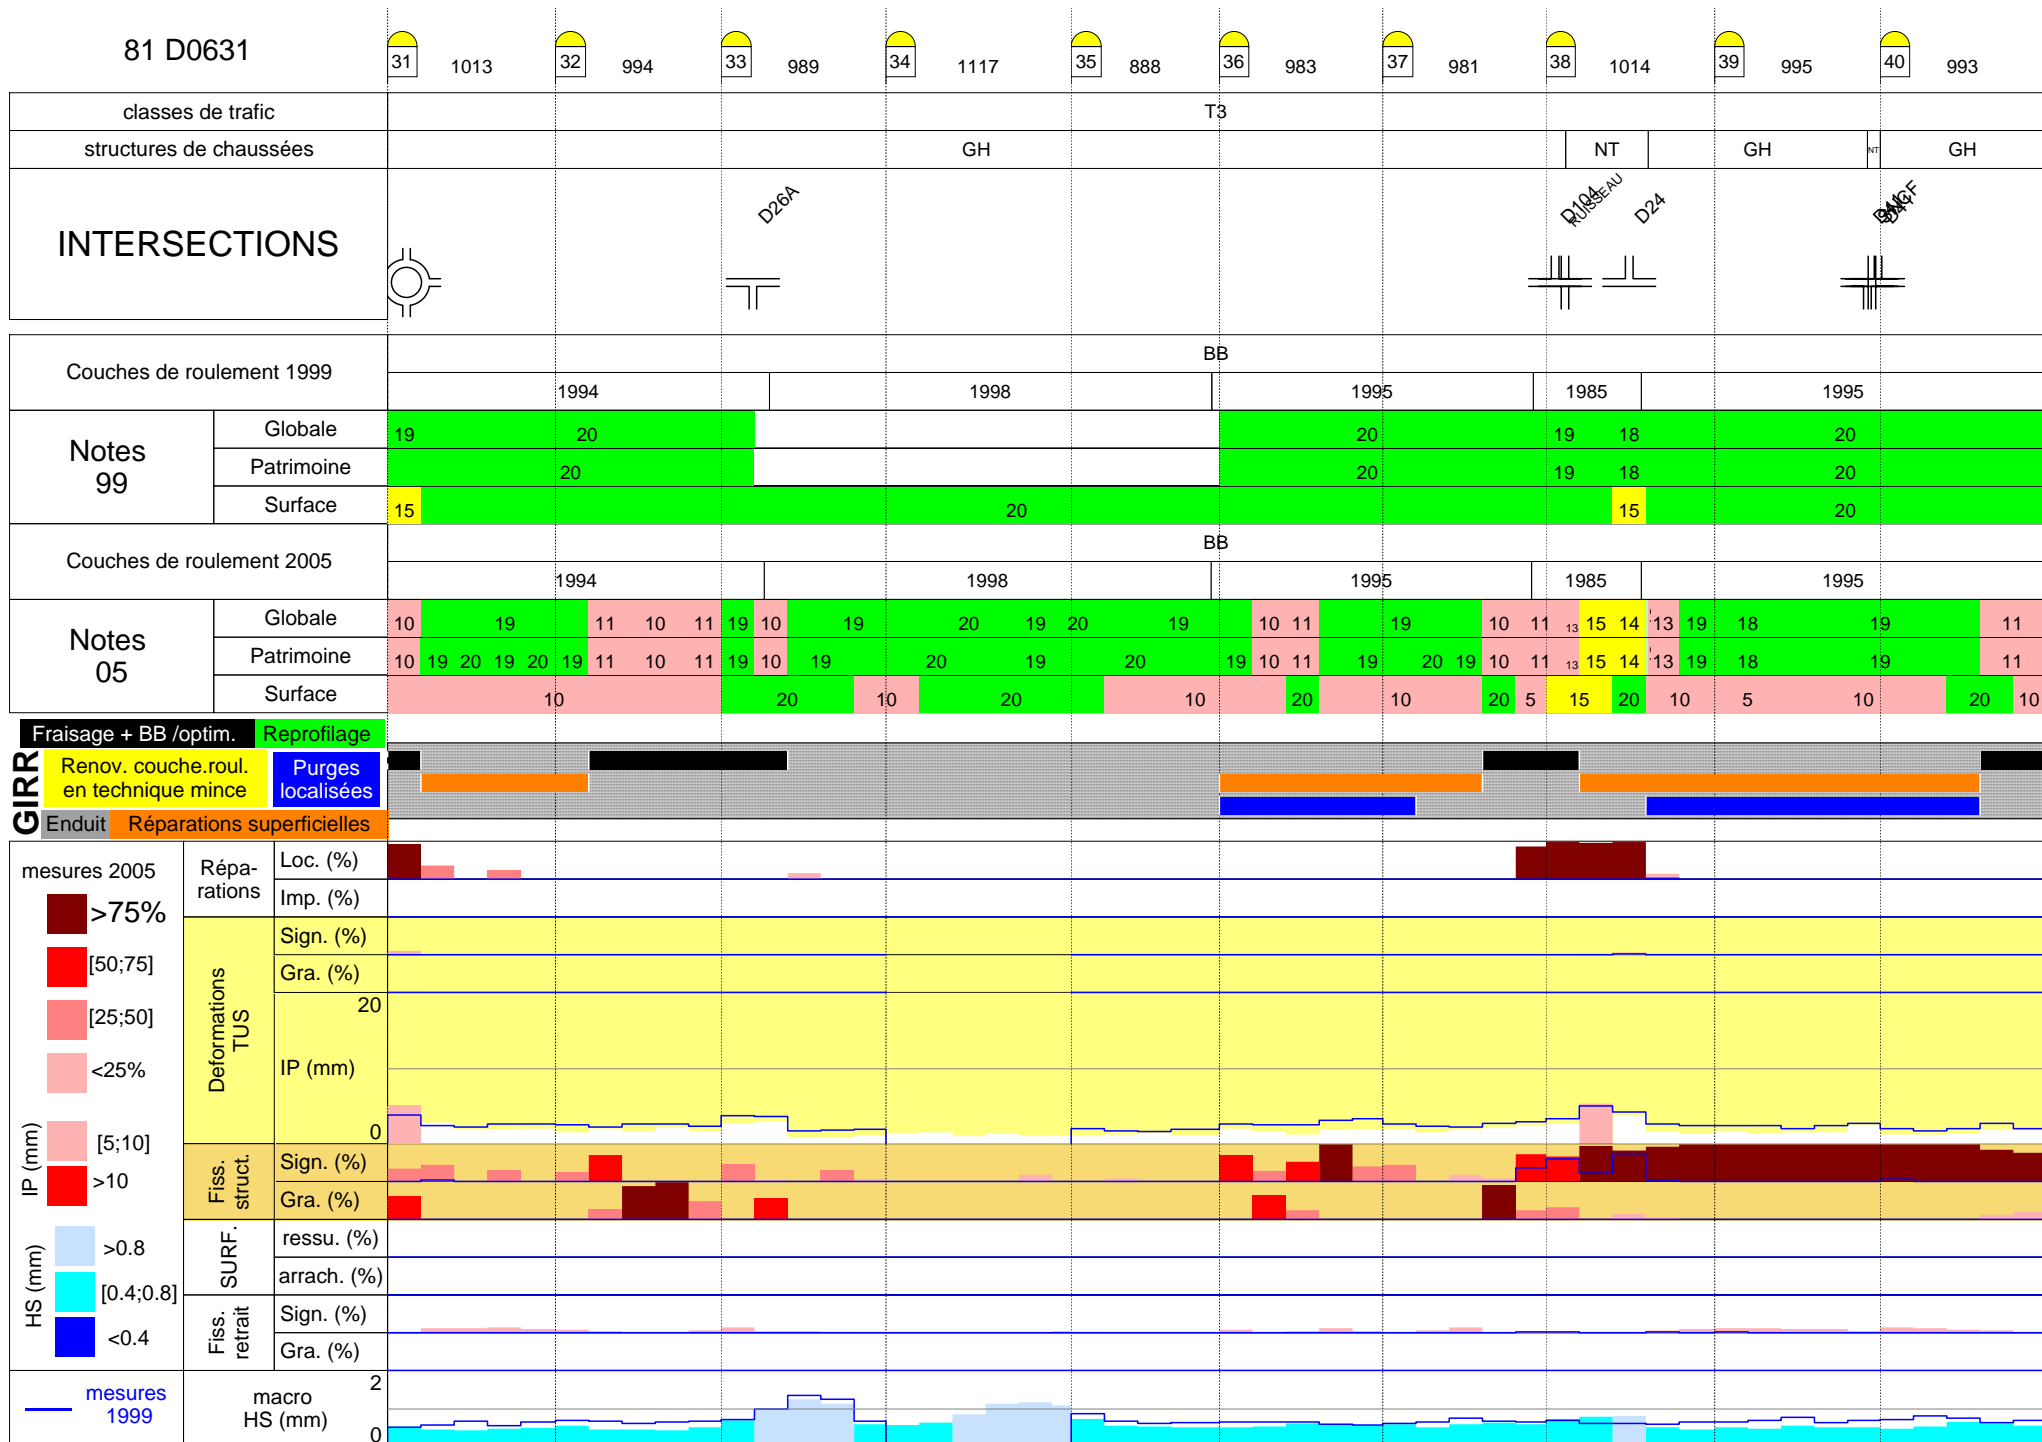 81 D0631
31 1013 32 994 33 989 34 1117 35 888 36 983 37 981 38 1014 39 995 40 993
classes de trafic T3
structures de chaussées GH NT GH NT GH
INTERSECTIONS D26A D104 RUISSEAU D24
Couches de roulement 1999 BB
1994 1998 1995 1985 1995
Notes 99
Globale 19 20 20 19 18 20
Patrimoine 20 20 19 18 20
Surface 15 20 15 20
Couches de roulement 2005 BB
1994 1998 1995 1985 1995
Notes 05
Globale 10 19 11 10 11 19 10 19 20 19 20 19 10 11 19 10 11 13 15 14 13 19 18 19 11
Patrimoine 10 19 20 19 20 19 11 10 11 19 10 19 20 19 20 19 10 11 19 20 19 10 11 13 15 14 13 19 18 19 11
Surface 10 20 10 20 10 20 10 20 5 15 20 10 5 10 20 10
GIRR
Fraisage + BB /optim. Reprofilage
Renov. couche.roul. en technique mince
Purges localisées
Enduit Réparations superficielles
mesures 2005
>75%
[50;75]
[25;50]
<25%
IP (mm)
[5;10]
>10
HS (mm)
>0.8
[0.4;0.8]
<0.4
mesures 1999
Répa-
rations
Loc. (%)
Imp. (%)
Deformations TUS
Sign. (%)
Gra. (%)
20
IP (mm)
0
Fiss. struct.
Sign. (%)
Gra. (%)
SURF.
ressu. (%)
arrach. (%)
Fiss. retrait
Sign. (%)
Gra. (%)
macro HS (mm)
2
0